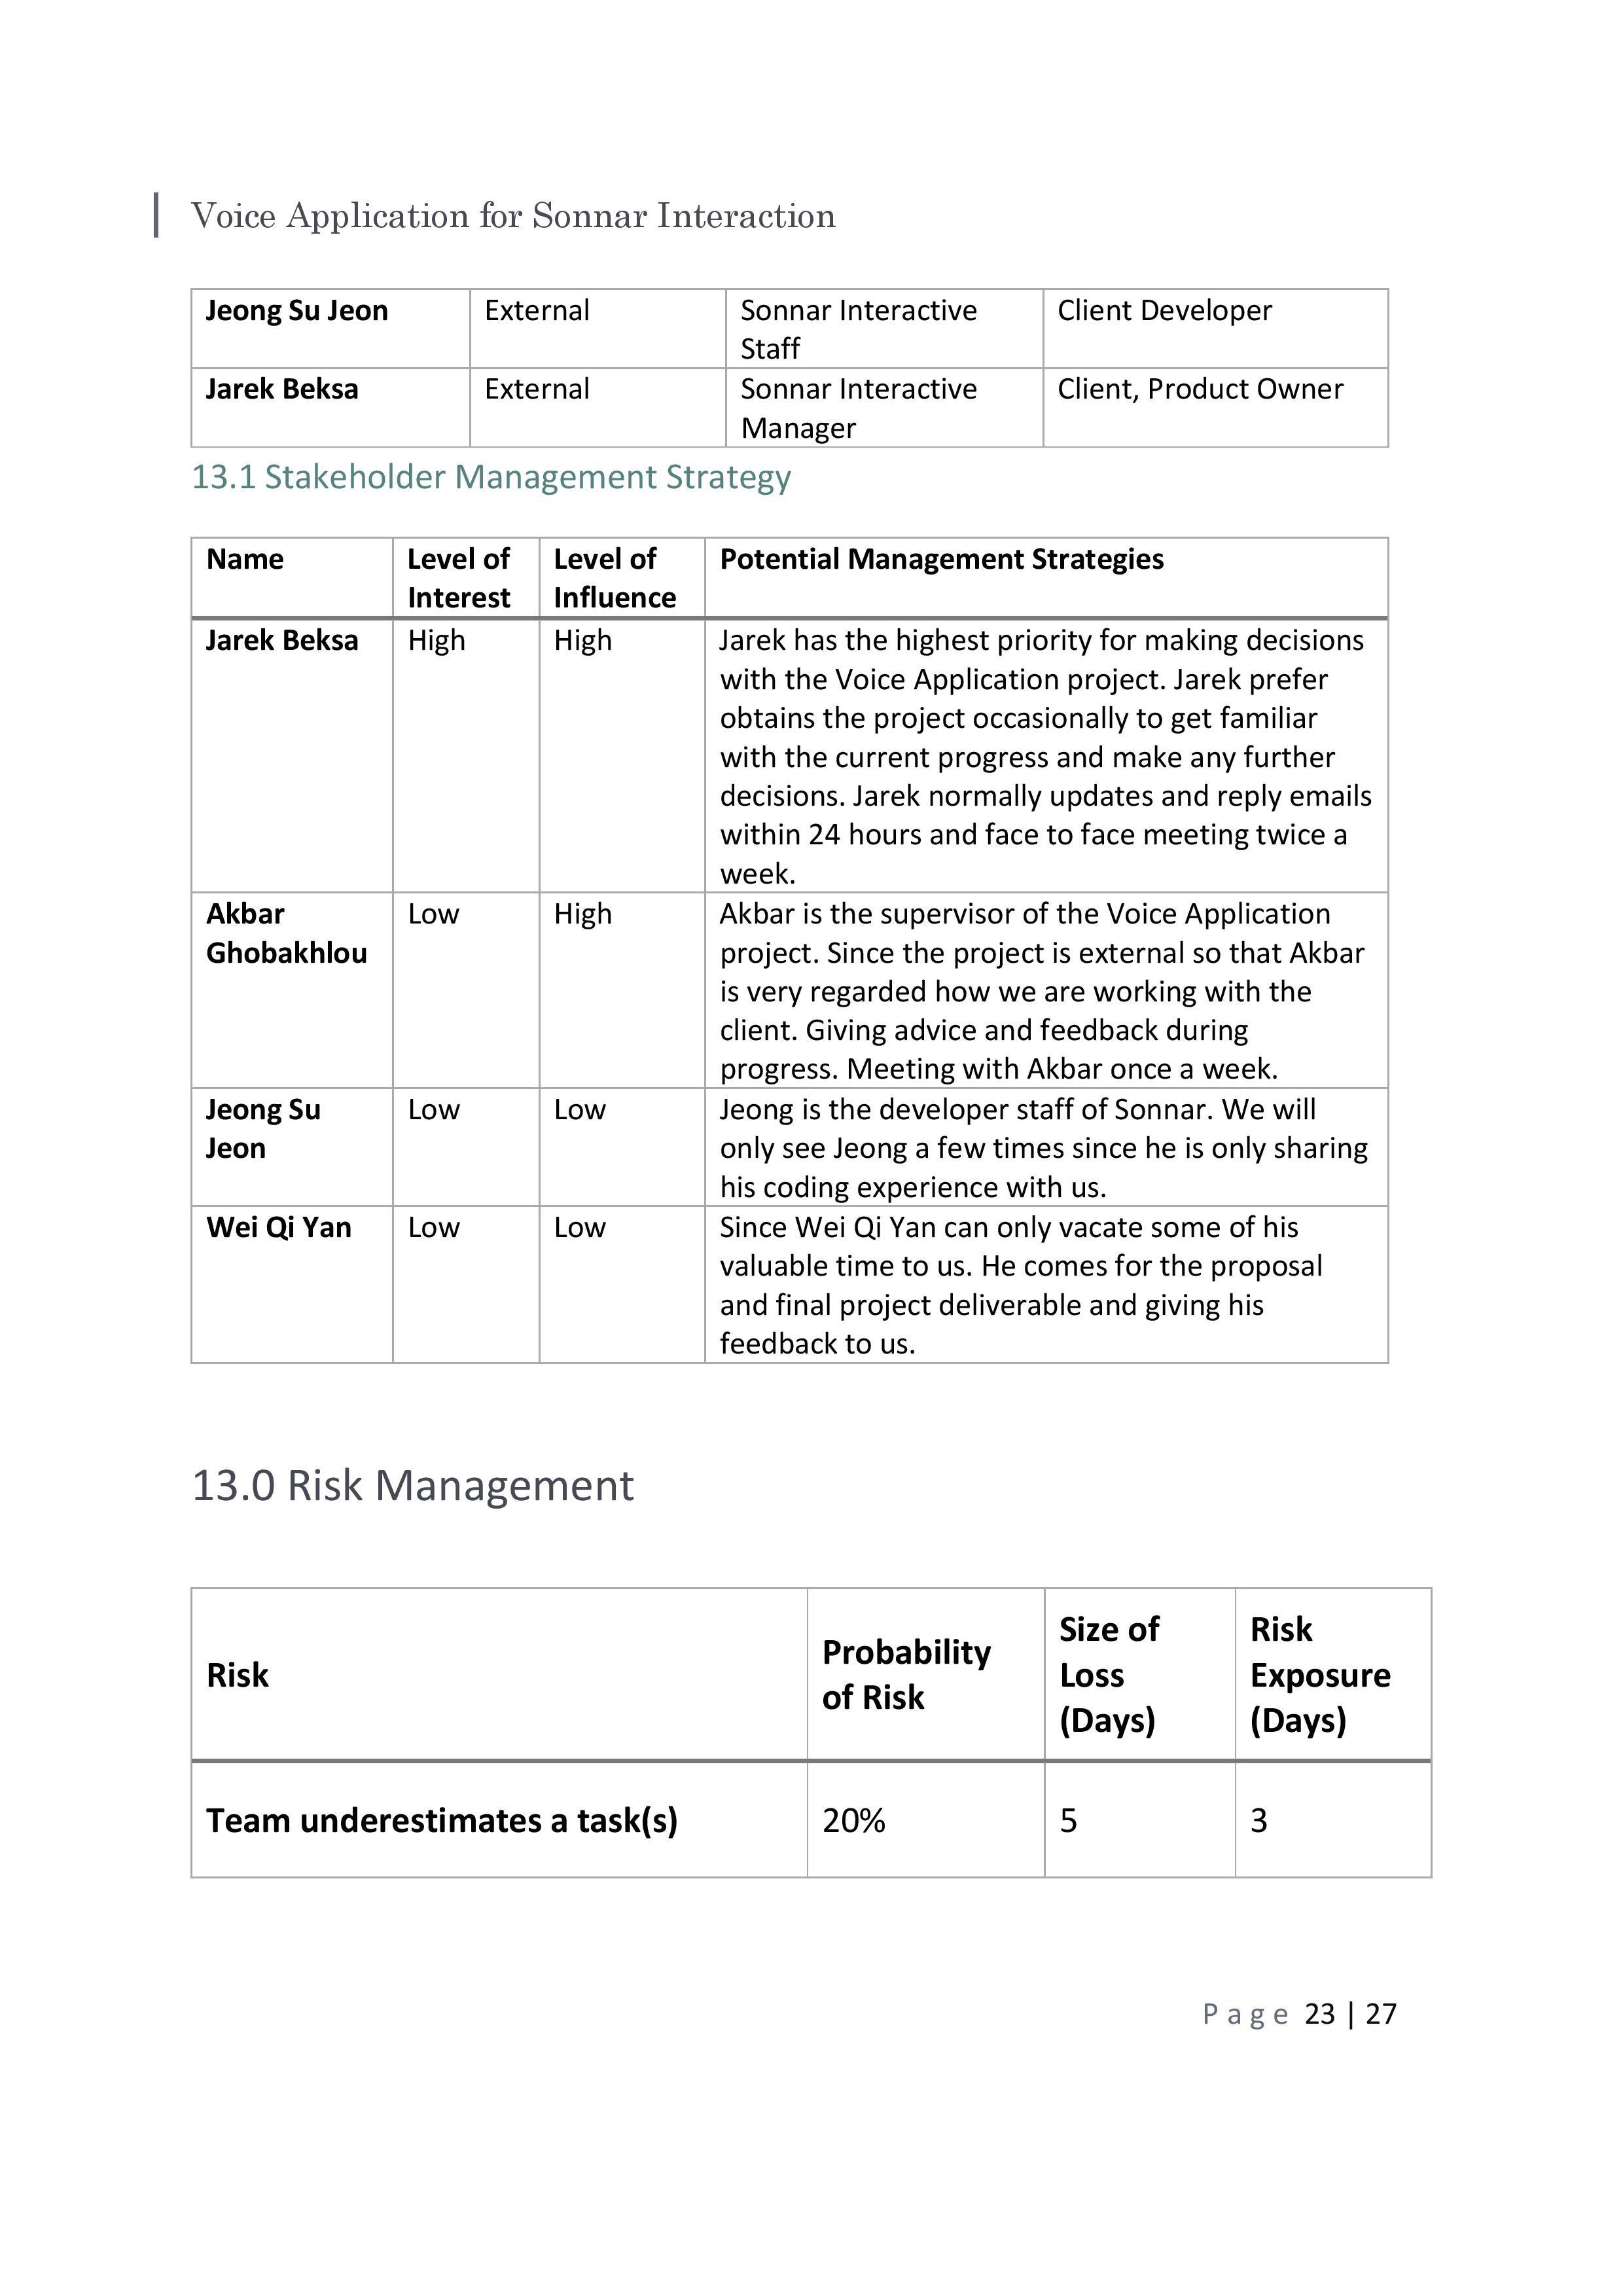 Voice Application for Sonnar Interaction
Jeong Su Jeon External Sonnar Interactive Client Developer
Staff
Jarek Beksa External Sonnar Interactive Client, Product Owner
Manager
13.1 Stakeholder Management Strategy
Name Level of Level of Potential Management Strategies
Interest Influence
Jarek Beksa High High Jarek has the highest priority for making decisions
with the Voice Application project. Jarek prefer
obtains the project occasionally to get familiar
with the current progress and make any further
decisions. Jarek normally updates and reply emails
within 24 hours and face to face meeting twice a
week.
Akbar Low High Akbar is the supervisor of the Voice Application
Ghobakhlou project. Since the project is external so that Akbar
is very regarded how we are working with the
client. Giving advice and feedback during
progress. Meeting with Akbar once a week.
Jeong Su Low Low Jeong is the developer staff of Sonnar. We will
Jeon only see Jeong a few times since he is only sharing
his coding experience with us.
Wei Qi Yan Low Low Since Wei Qi Yan can only vacate some of his
valuable time to us. He comes for the proposal
and final project deliverable and giving his
feedback to us.
13.0 Risk Management
Risk Probability of Risk Size of Loss (Days) Risk Exposure (Days)
Team underestimates a task(s) 20% 5 3
Page 23 | 27